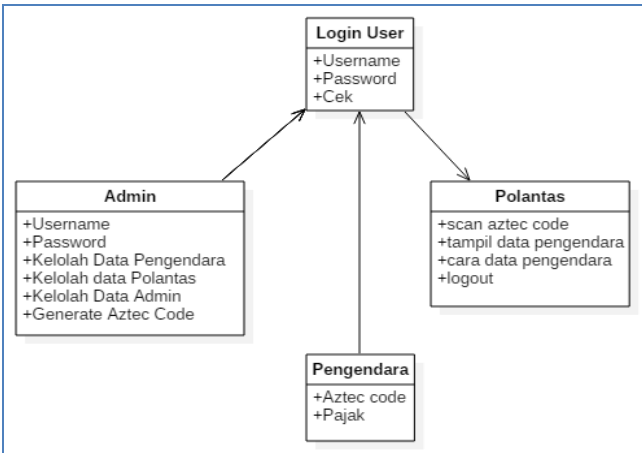 Login User
+Username
+Password
+Cek
Admin
+Username
+Password
+Kelolah Data Pengendara
+Kelolah data Polantas
+Kelolah Data Admin
+Generate Aztec Code
Polantas
+scan aztec code
+tampil data pengendara
+cara data pengendara
+logout
Pengendara
+Aztec code
+Pajak